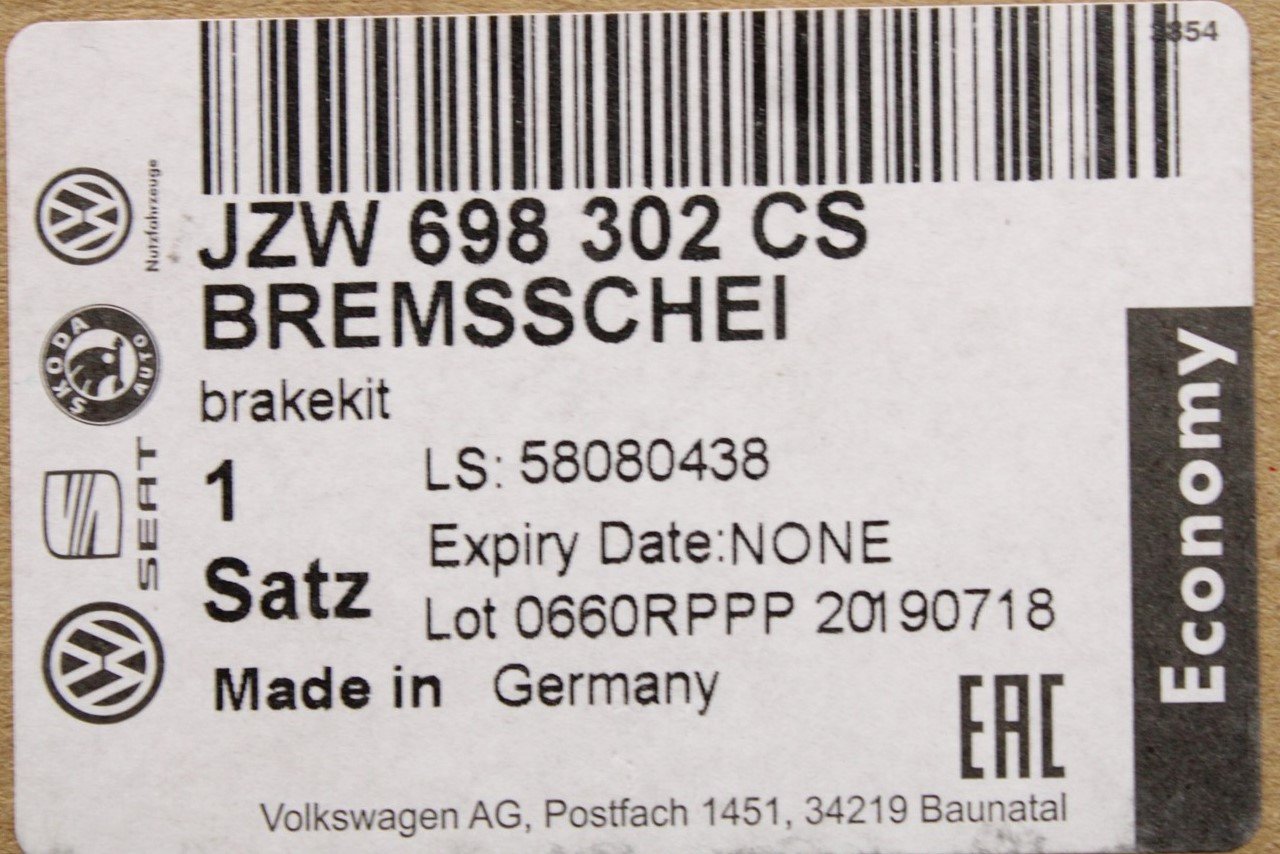 JZW 698 302 CS
BREMSSCHEI
brakekit
1
Satz
LS: 58080438
Expiry Date:NONE
Lot 0660RPPP 20190718
Made in Germany
EAC
Volkswagen AG, Postfach 1451, 34219 Baunatal
Economy
Nutzfahrzeuge
SKODA
AUTO
SEAT